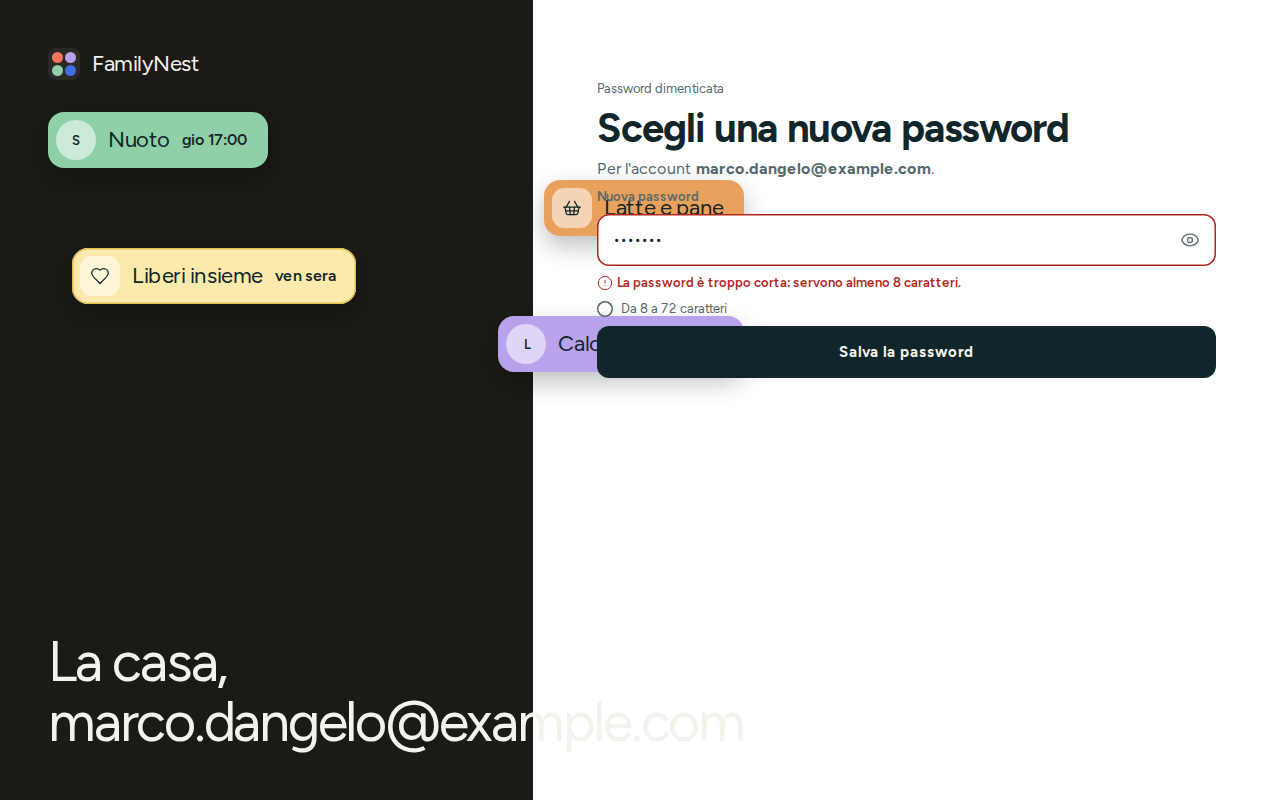 FamilyNest
S Nuoto gio 17:00
Liberi insieme ven sera
La casa,
marco.dangelo@example.com
Password dimenticata
Scegli una nuova password
Per l'account marco.dangelo@example.com.
Nuova password
Latte e pane
•••••••
La password è troppo corta: servono almeno 8 caratteri.
Da 8 a 72 caratteri
L
Salva la password